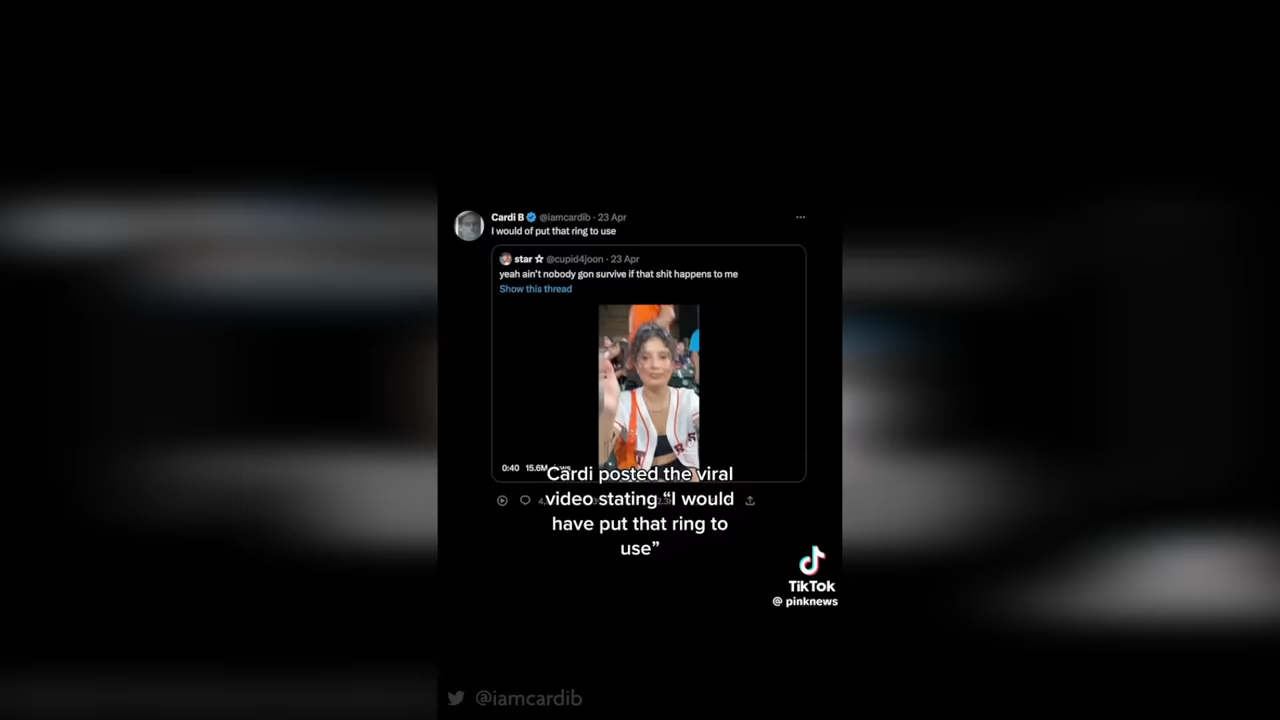 Cardi B @iamcardib · 23 Apr
I would of put that ring to use
star ☆ @cupid4joon · 23 Apr
yeah ain't nobody gon survive if that shit happens to me
Show this thread
0:40 15.6M
Cardi posted the viral
video stating “I would
have put that ring to
use”
TikTok
@ pinknews
@iamcardib